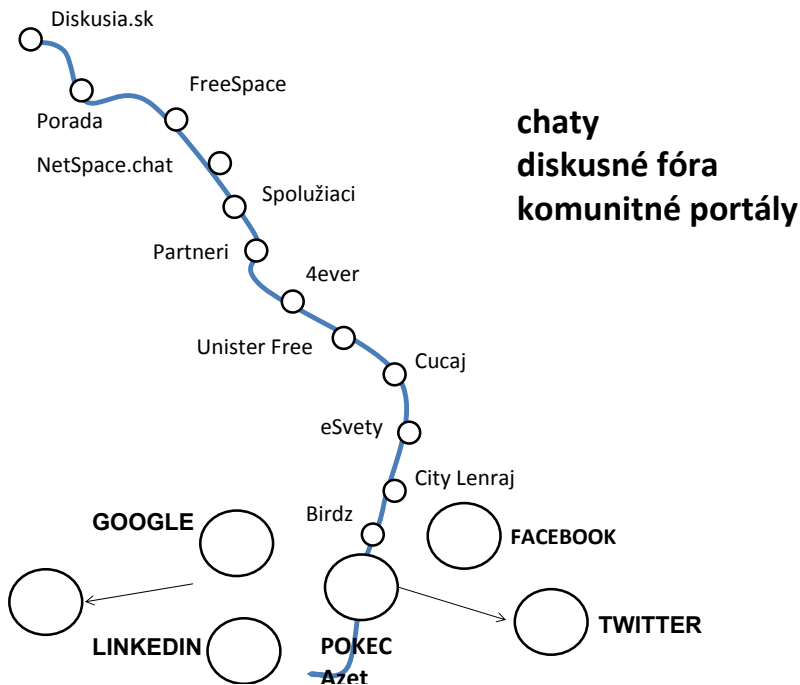 Diskusia.sk
FreeSpace
Porada
chaty
diskusné fóra
komunitné portály
NetSpace.chat
Spolužiaci
Partneri
4ever
Unister Free
Cucaj
eSvety
City Lenraj
Birdz
GOOGLE
FACEBOOK
TWITTER
LINKEDIN
POKEC
Azet